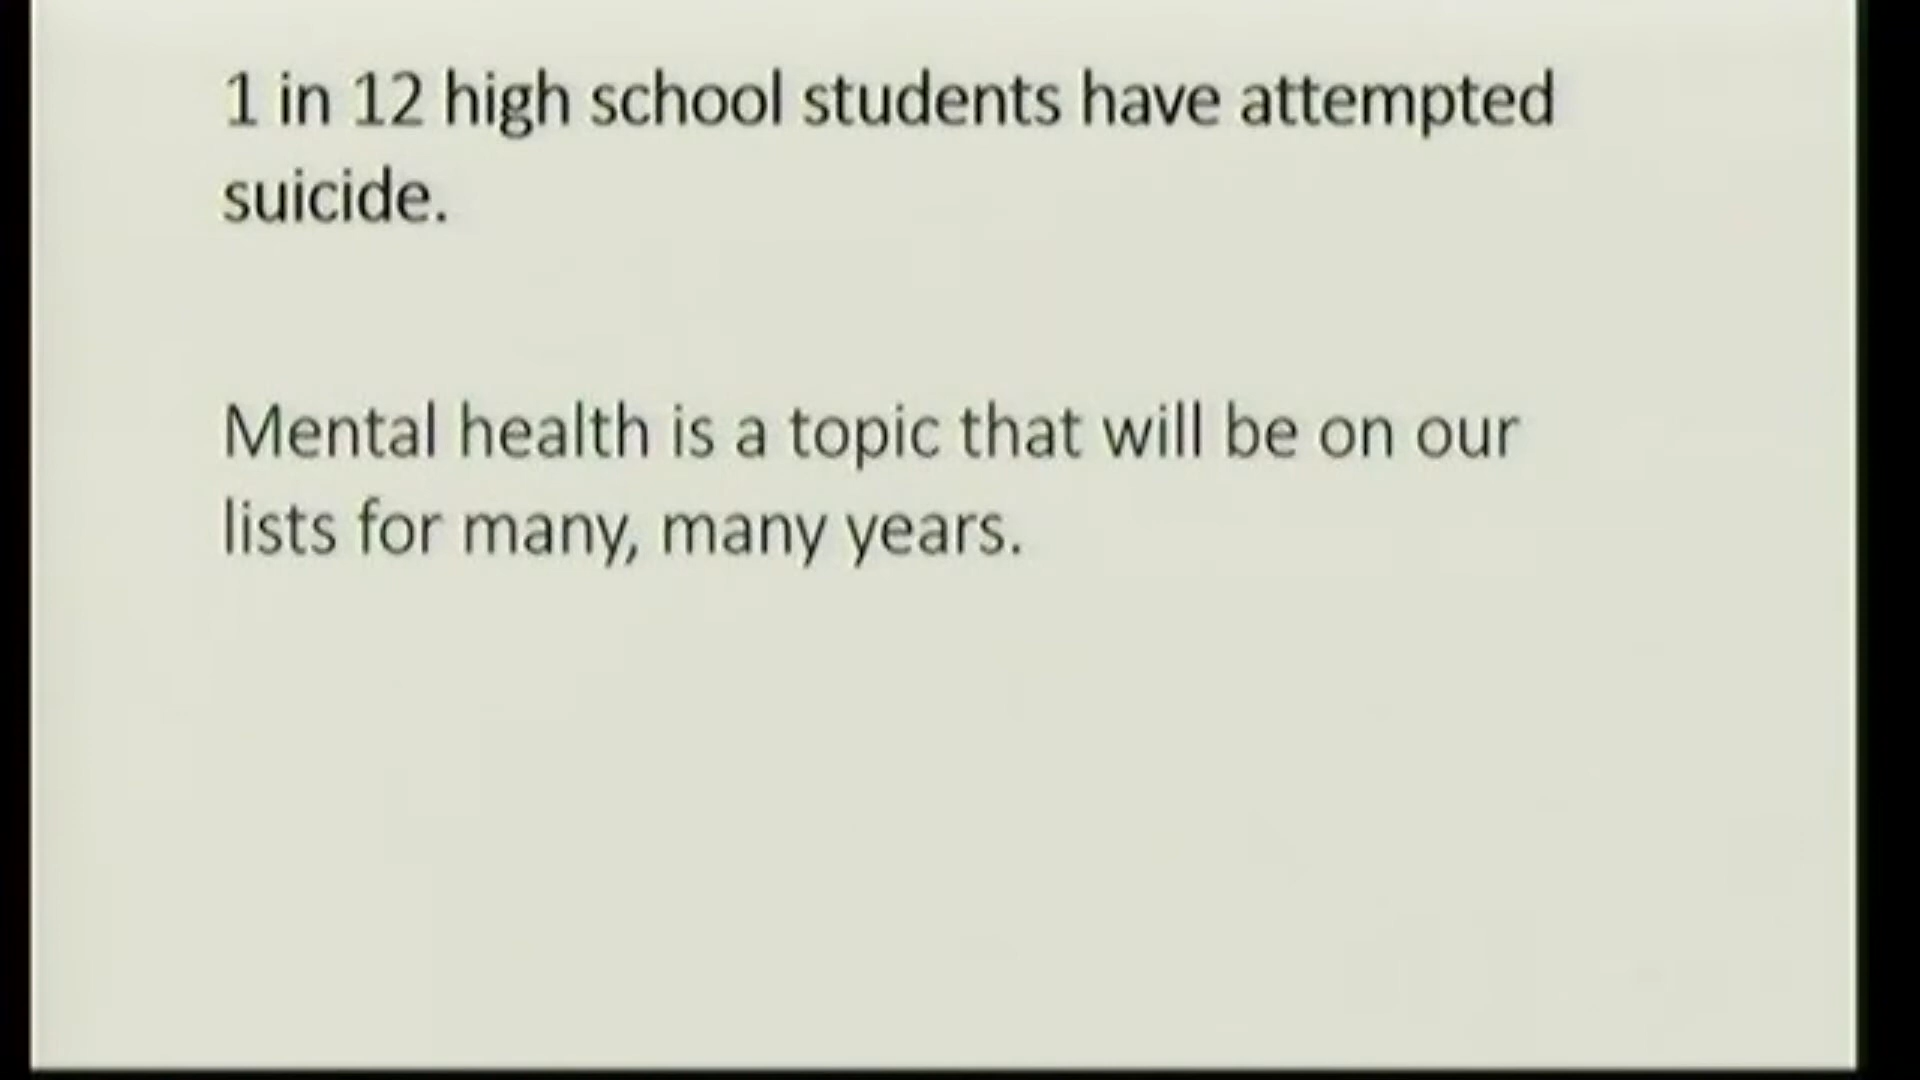 1 in 12 high school students have attempted
suicide.
Mental health is a topic that will be on our
lists for many, many years.